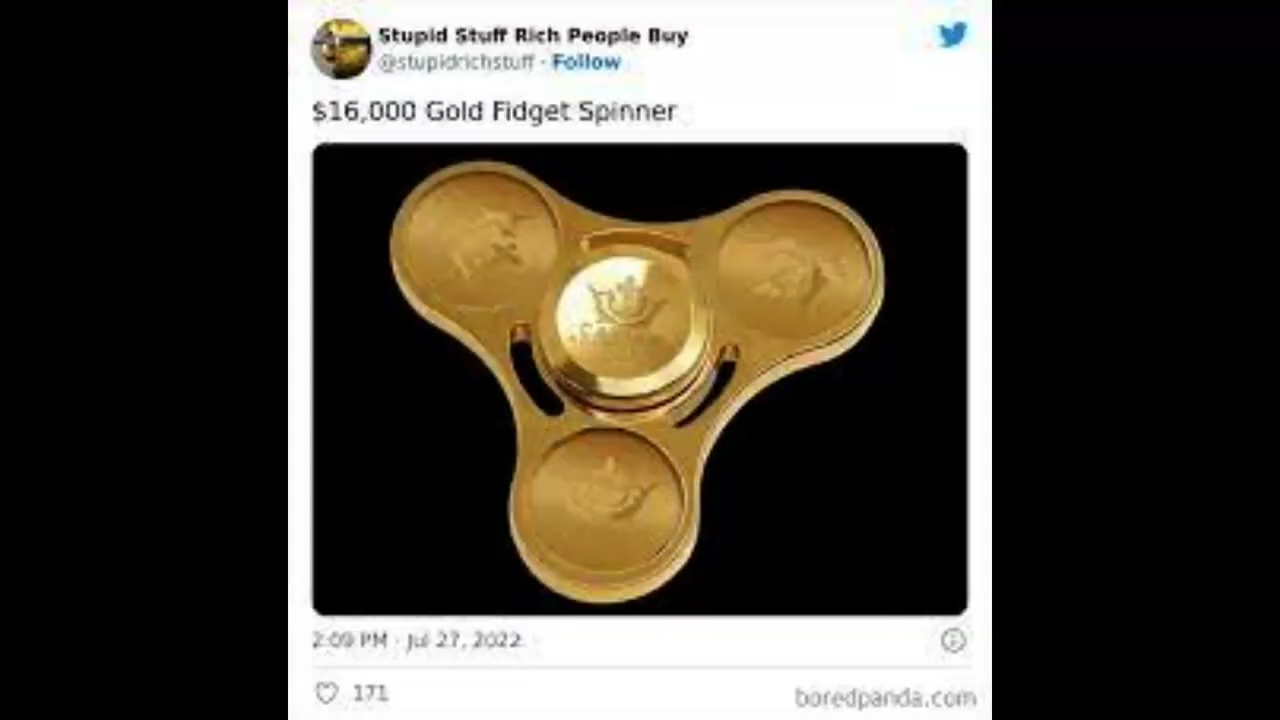 Stupid Stuff Rich People Buy
@stupidrichstuff · Follow
$16,000 Gold Fidget Spinner
2:09 PM · Jul 27, 2022
171
boredpanda.com